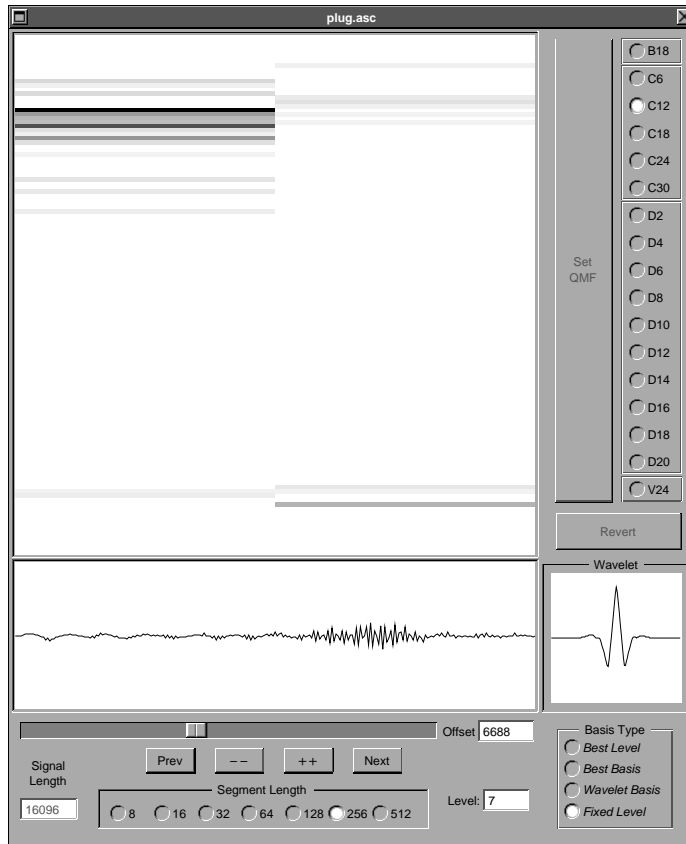 plug.asc
B18
C6
C12
C18
C24
C30
D2
D4
D6
D8
D10
D12
D14
D16
D18
D20
V24
Set
QMF
Revert
Wavelet
Offset 6688
Prev
- -
+ +
Next
Signal
Length
16096
Segment Length
8 16 32 64 128 256 512
Level: 7
Basis Type
Best Level
Best Basis
Wavelet Basis
Fixed Level